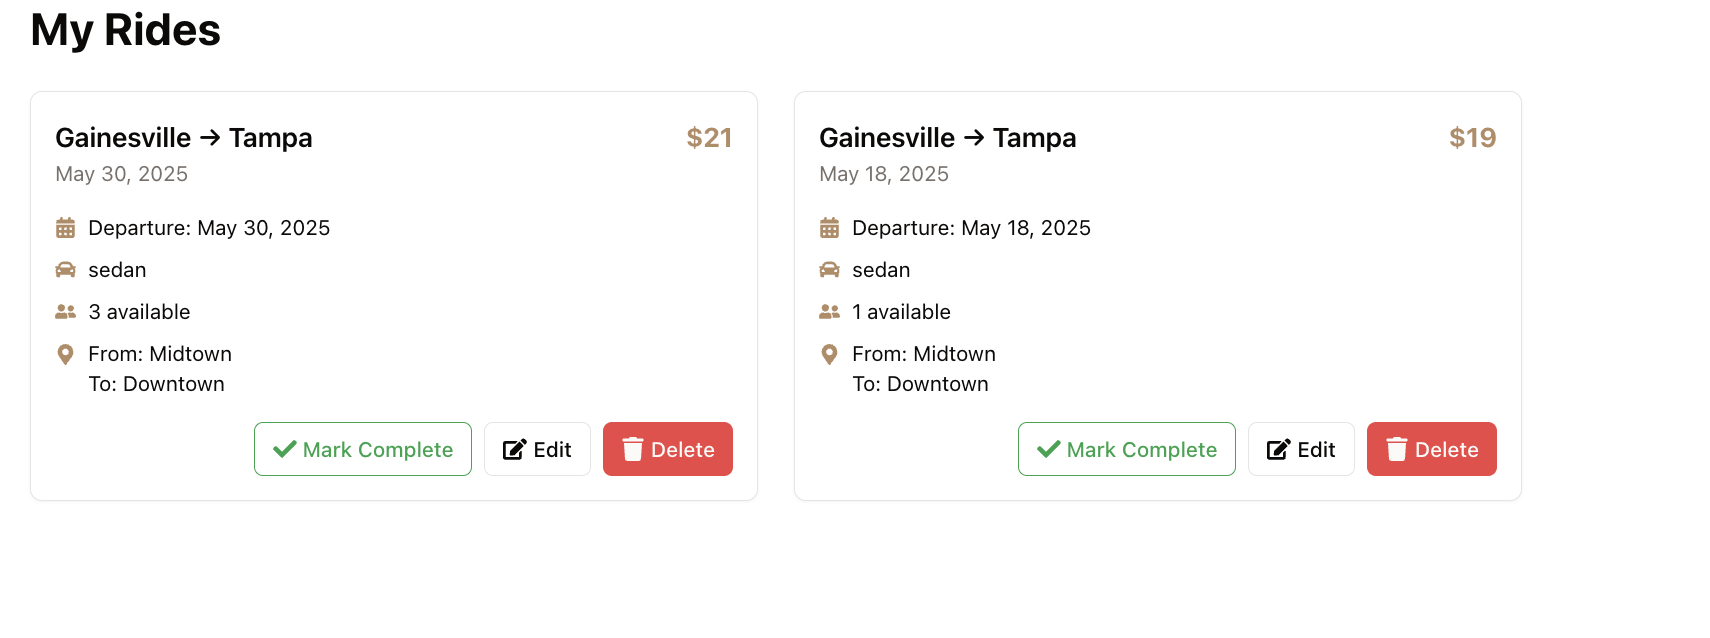 My Rides
Gainesville → Tampa
$21
May 30, 2025
Departure: May 30, 2025
sedan
3 available
From: Midtown
To: Downtown
Mark Complete
Edit
Delete
Gainesville → Tampa
$19
May 18, 2025
Departure: May 18, 2025
sedan
1 available
From: Midtown
To: Downtown
Mark Complete
Edit
Delete